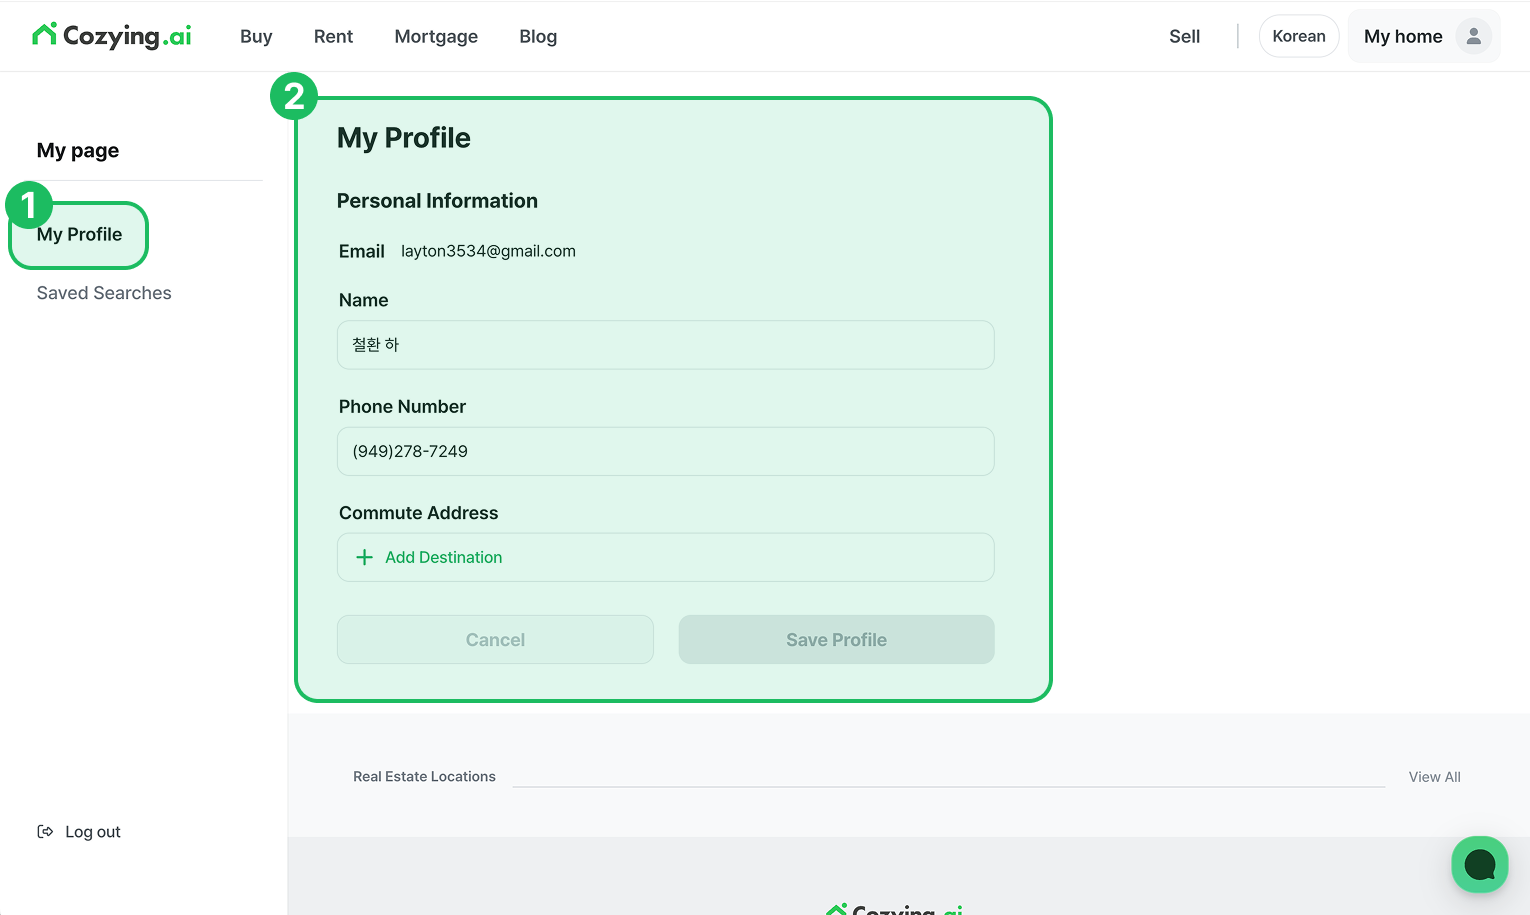 Cozying.ai
Buy
Rent
Mortgage
Blog
Sell
Korean
My home
My page
1
My Profile
Saved Searches
Log out
2
My Profile
Personal Information
Email layton3534@gmail.com
Name
철환 하
Phone Number
(949)278-7249
Commute Address
+ Add Destination
Cancel
Save Profile
Real Estate Locations
View All
Cozying.ai